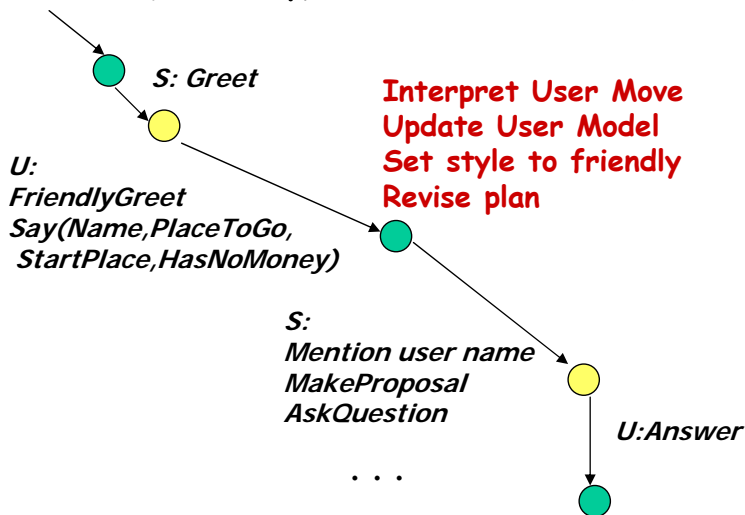 S: Greet
Interpret User Move
Update User Model
Set style to friendly
Revise plan
U:
FriendlyGreet
Say(Name,PlaceToGo,
StartPlace,HasNoMoney)
S:
Mention user name
MakeProposal
AskQuestion
U:Answer
. . .